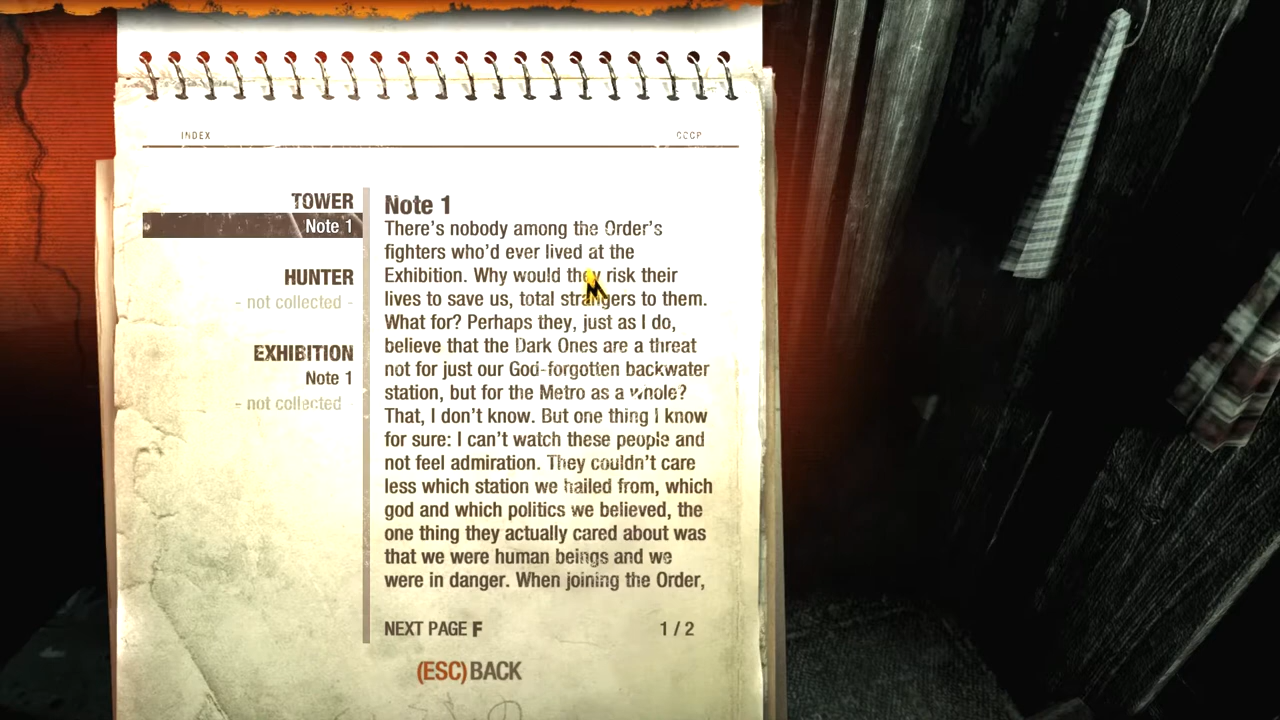 INDEX
CCCP
TOWER
Note 1
HUNTER
- not collected -
EXHIBITION
Note 1
- not collected -
Note 1
There's nobody among the Order's
fighters who'd ever lived at the
Exhibition. Why would they risk their
lives to save us, total strangers to them.
What for? Perhaps they, just as I do,
believe that the Dark Ones are a threat
not for just our God-forgotten backwater
station, but for the Metro as a whole?
That, I don't know. But one thing I know
for sure: I can't watch these people and
not feel admiration. They couldn't care
less which station we hailed from, which
god and which politics we believed, the
one thing they actually cared about was
that we were human beings and we
were in danger. When joining the Order,
NEXT PAGE F
1 / 2
(ESC) BACK